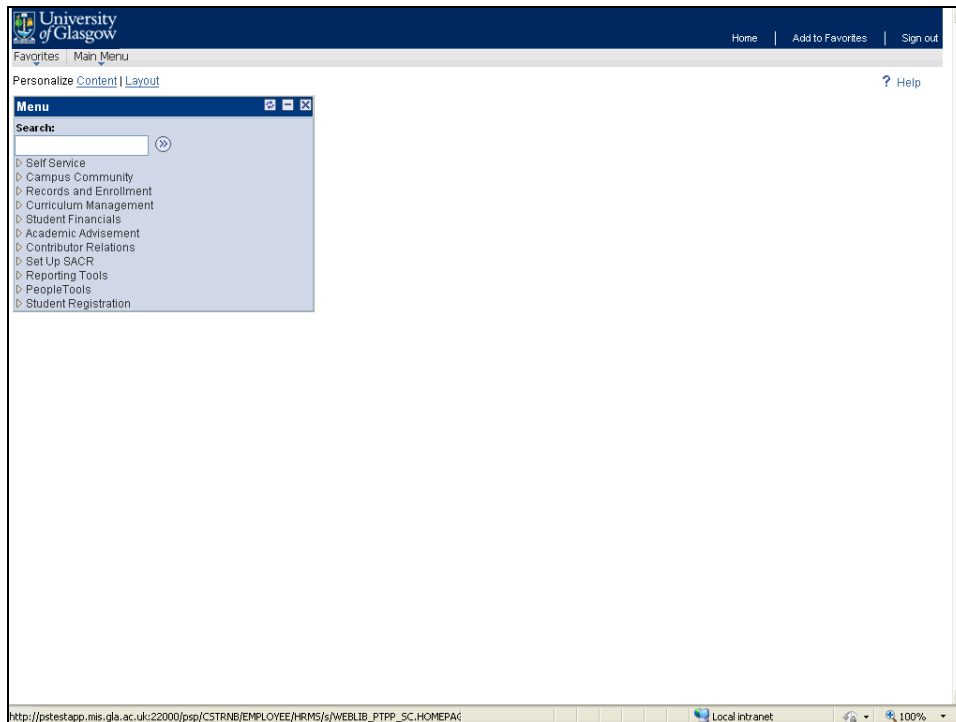 University
of Glasgow
Home | Add to Favorites | Sign out
Favorites Main Menu
Personalize Content | Layout
? Help
Menu
Search:
Self Service
Campus Community
Records and Enrollment
Curriculum Management
Student Financials
Academic Advisement
Contributor Relations
Set Up SACR
Reporting Tools
PeopleTools
Student Registration
http://pstestapp.mis.gla.ac.uk:22000/psp/CSTRNB/EMPLOYEE/HRMS/s/WEBLIB_PTPP_SC.HOMEPAG
Local intranet
100%